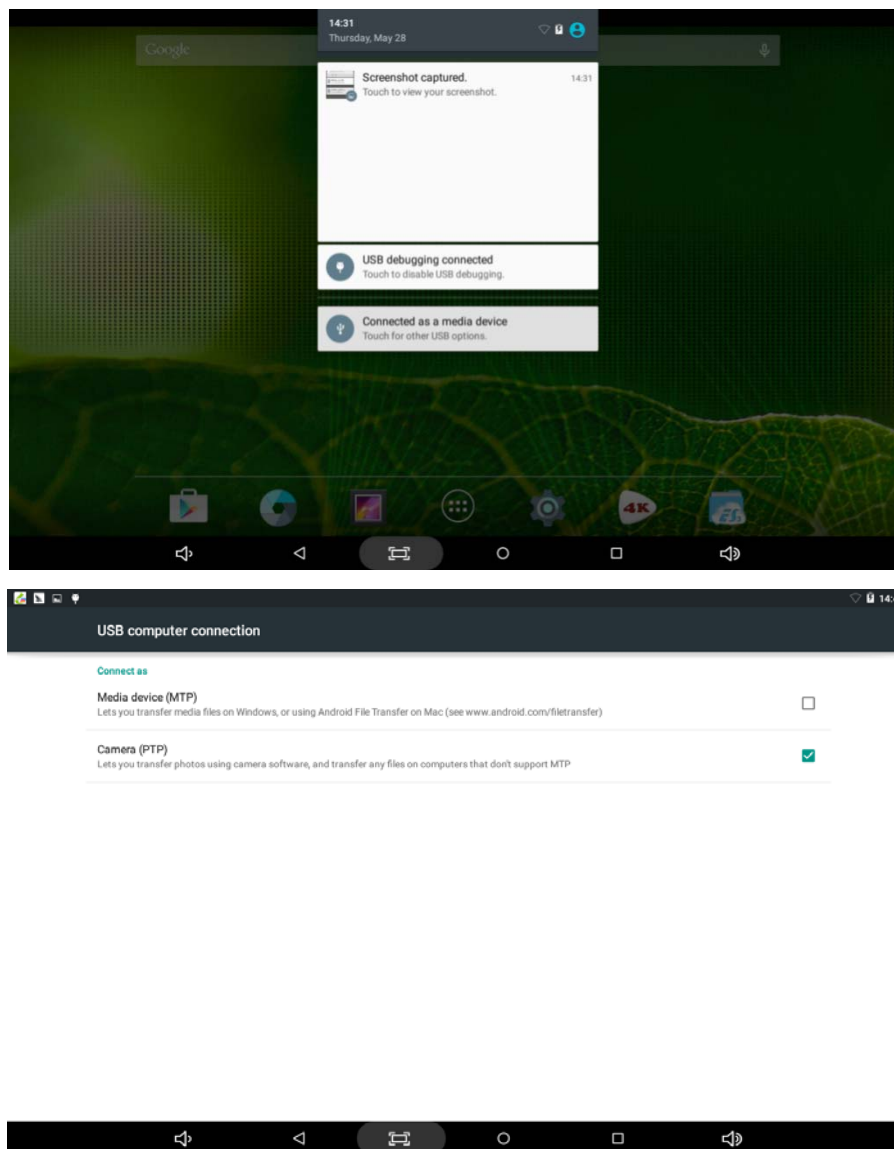 14:31
Thursday, May 28
Google
Screenshot captured.
14:31
Touch to view your screenshot.
USB debugging connected
Touch to disable USB debugging.
Connected as a media device
Touch for other USB options.
4K
ES
USB computer connection
Connect as
Media device (MTP)
Lets you transfer media files on Windows, or using Android File Transfer on Mac (see www.android.com/filetransfer)
Camera (PTP)
Lets you transfer photos using camera software, and transfer any files on computers that don't support MTP